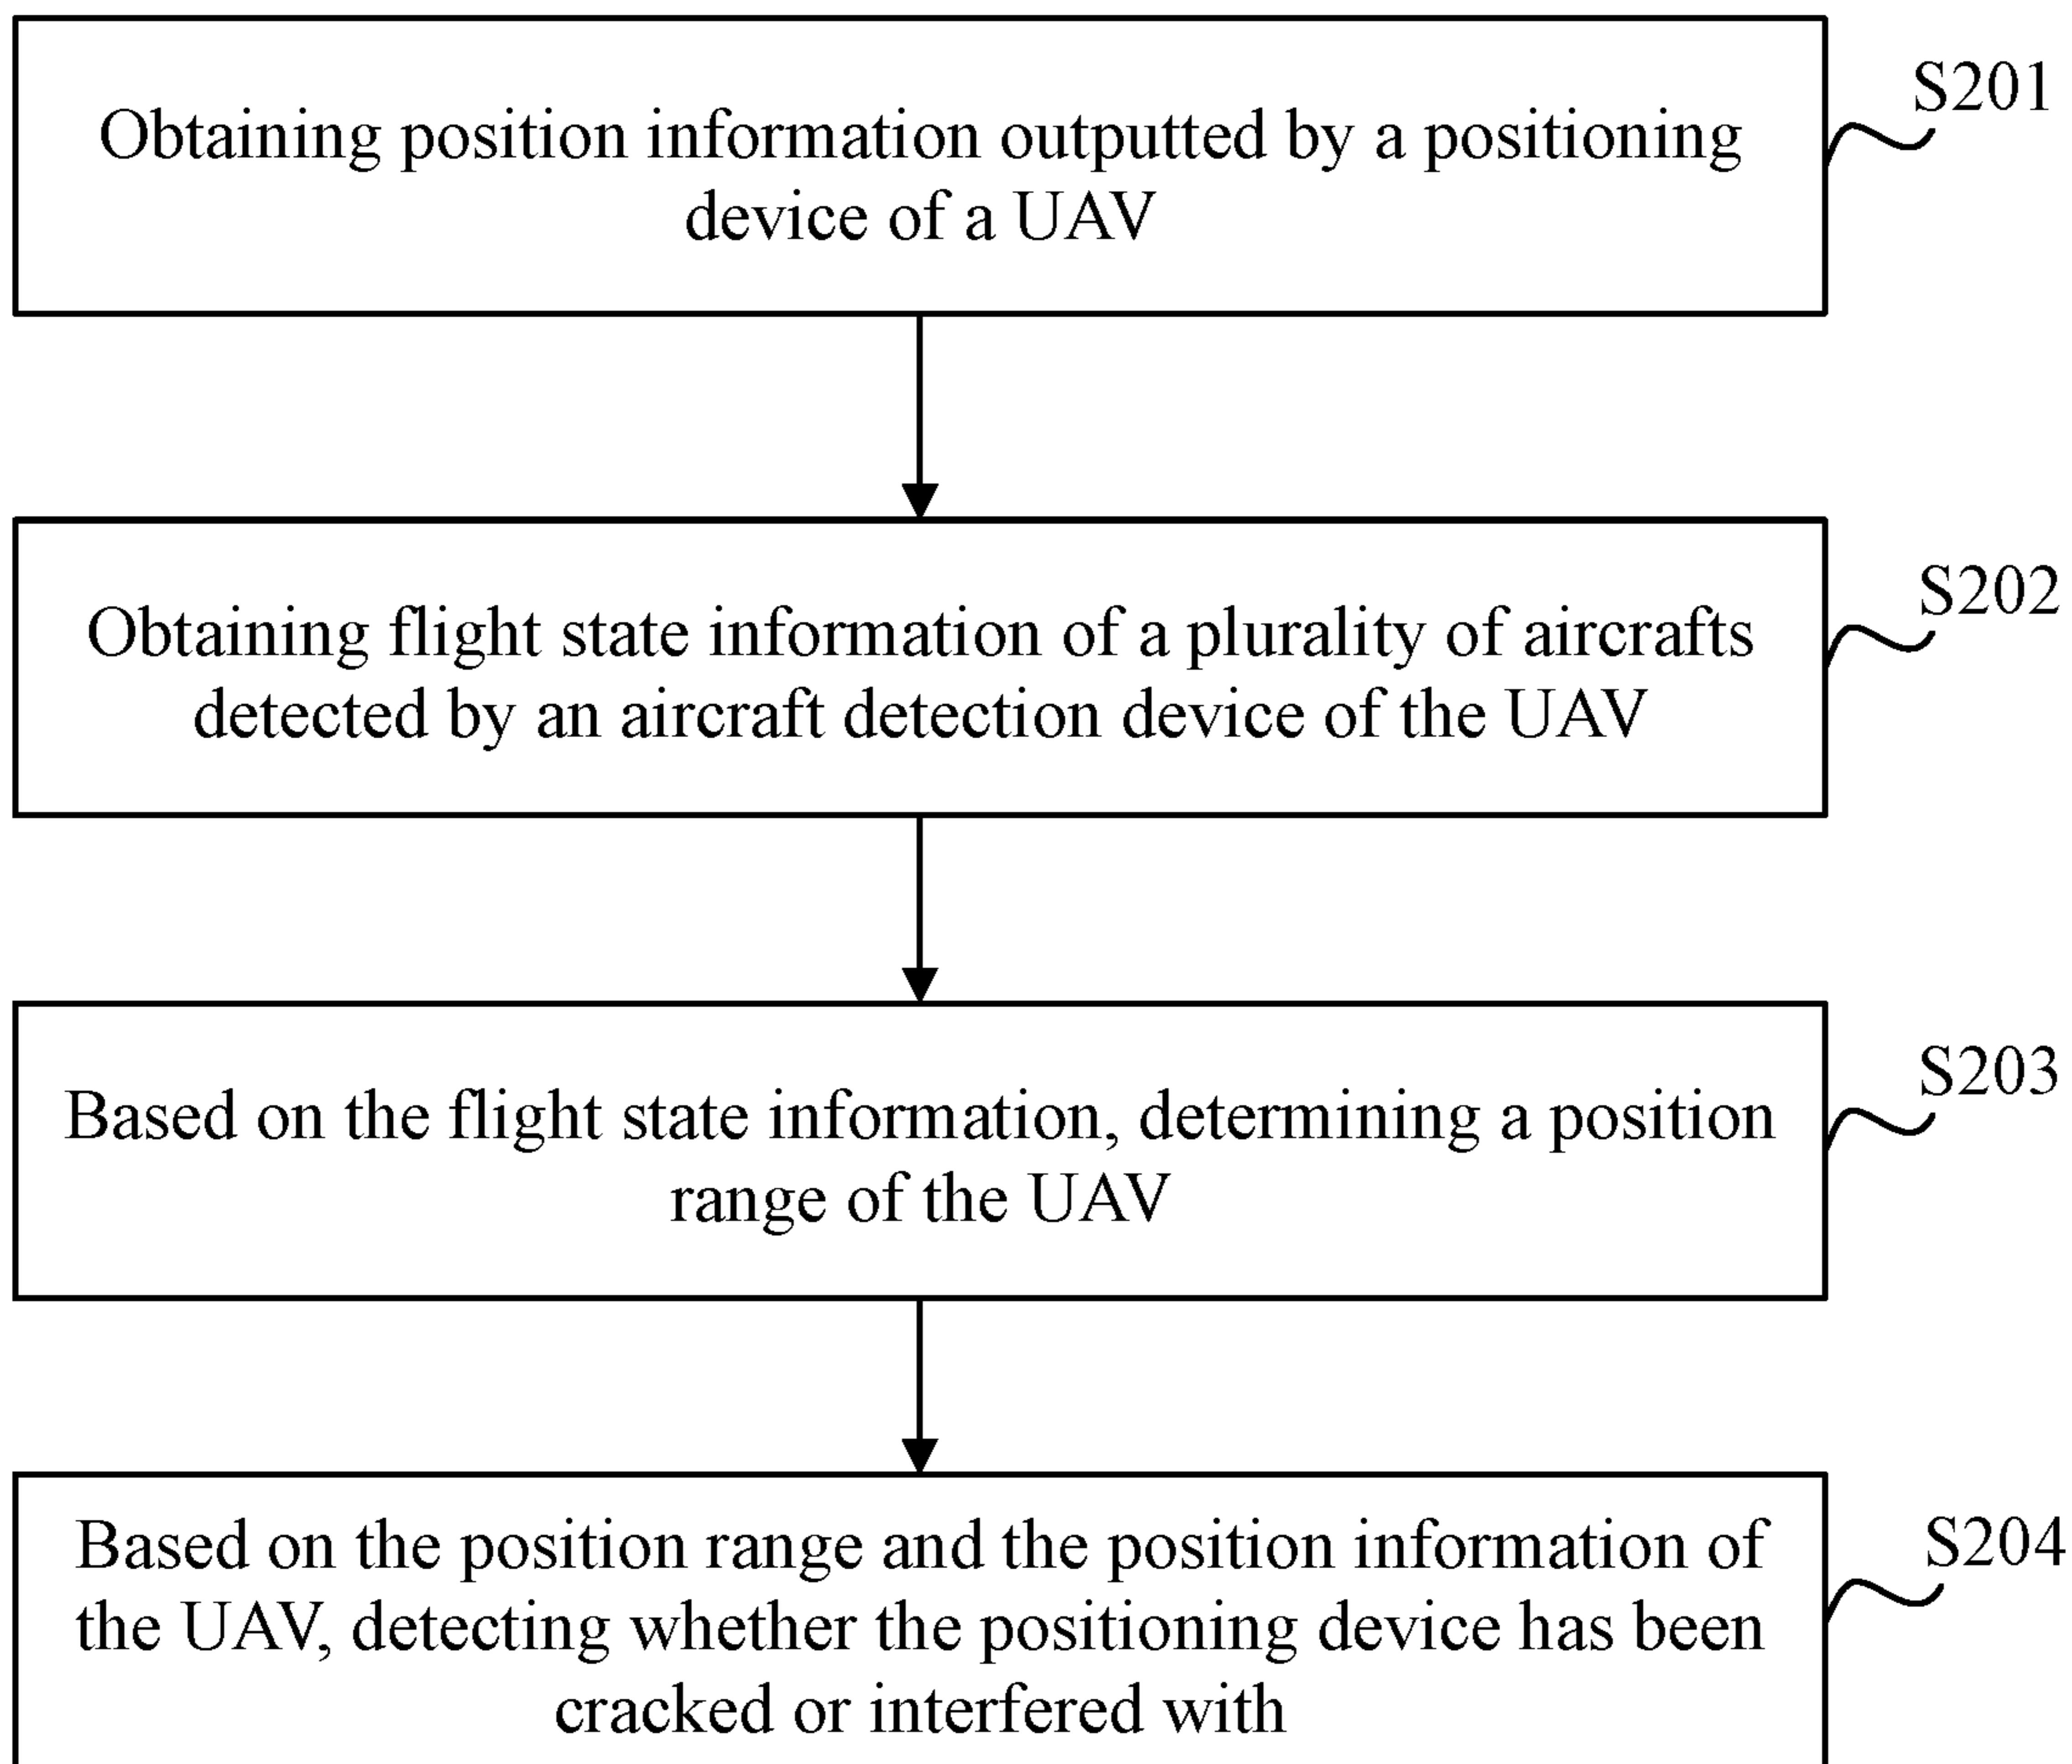 Obtaining position information outputted by a positioning
device of a UAV
S201
Obtaining flight state information of a plurality of aircrafts
detected by an aircraft detection device of the UAV
S202
Based on the flight state information, determining a position
range of the UAV
S203
Based on the position range and the position information of
the UAV, detecting whether the positioning device has been
cracked or interfered with
S204